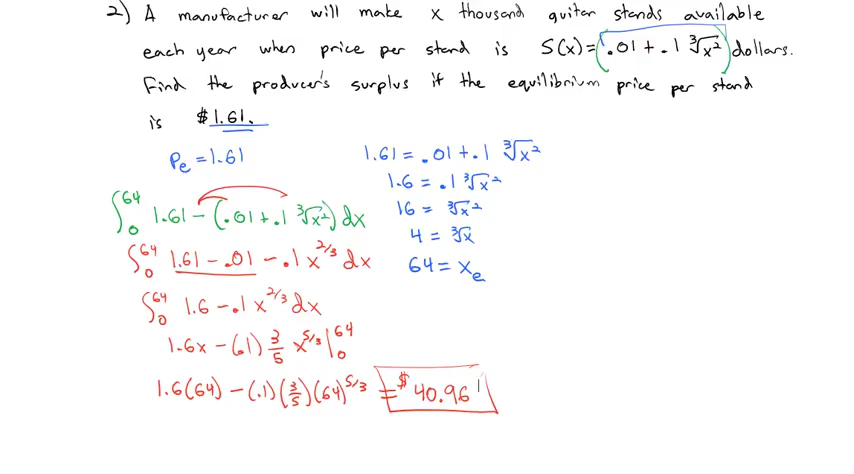 2) A manufacturer will make x thousand guitar stands available
each year when price per stand is S(x) = .01 + .1 ∛x² dollars.
Find the producer's surplus if the equilibrium price per stand
is $1.61.
Pe = 1.61
1.61 = .01 + .1 ∛x²
1.6 = .1 ∛x²
16 = ∛x²
4 = ∛x
64 = xe
∫₀⁶⁴ 1.61 - (.01 + .1 ∛x²) dx
∫₀⁶⁴ 1.61 - .01 - .1 x^2/3 dx
∫₀⁶⁴ 1.6 - .1 x^2/3 dx
1.6x - (.1) 3/5 x^5/3 |₀⁶⁴
1.6(64) - (.1)(3/5)(64)^5/3 = $40.96